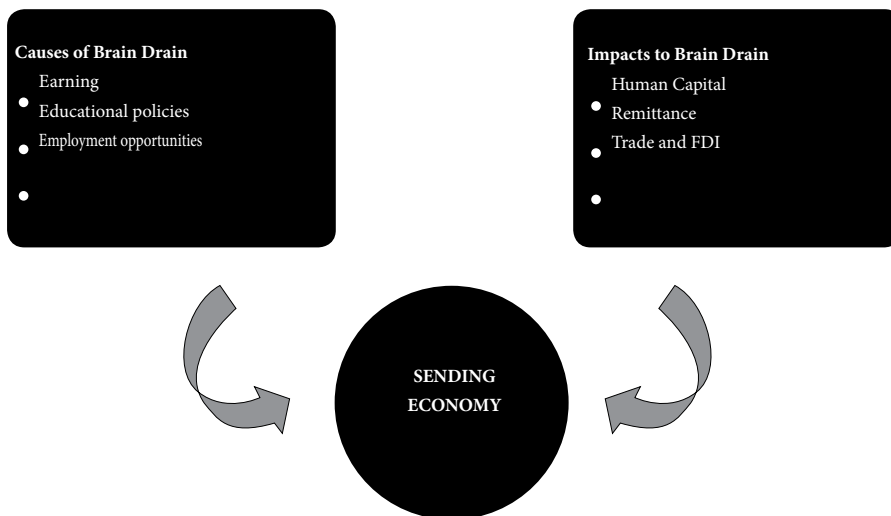 Causes of Brain Drain
Earning
Educational policies
Employment opportunities
Impacts to Brain Drain
Human Capital
Remittance
Trade and FDI
SENDING
ECONOMY